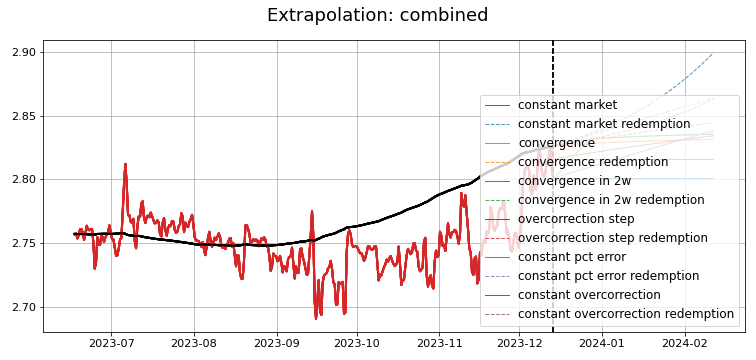 Extrapolation: combined
2.90
2.85
2.80
2.75
2.70
2023-07
2023-08
2023-09
2023-10
2023-11
2023-12
2024-01
2024-02
constant market
constant market redemption
convergence
convergence redemption
convergence in 2w
convergence in 2w redemption
overcorrection step
overcorrection step redemption
constant pct error
constant pct error redemption
constant overcorrection
constant overcorrection redemption